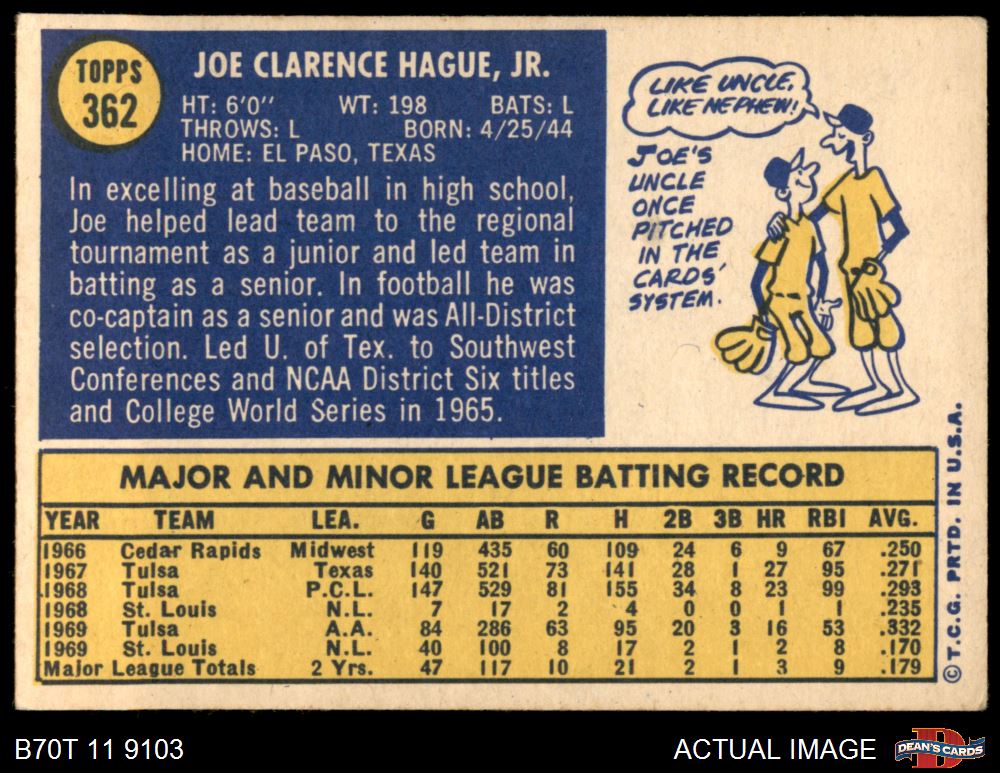 TOPPS
362
JOE CLARENCE HAGUE, JR.
HT: 6'0" WT: 198 BATS: L
THROWS: L BORN: 4/25/44
HOME: EL PASO, TEXAS
In excelling at baseball in high school,
Joe helped lead team to the regional
tournament as a junior and led team in
batting as a senior. In football he was
co-captain as a senior and was All-District
selection. Led U. of Tex. to Southwest
Conferences and NCAA District Six titles
and College World Series in 1965.
LIKE UNCLE,
LIKE NEPHEW!
JOE'S
UNCLE
ONCE
PITCHED
IN THE
CARDS'
SYSTEM.
MAJOR AND MINOR LEAGUE BATTING RECORD
YEAR TEAM LEA. G AB R H 2B 3B HR RBI AVG.
1966 Cedar Rapids Midwest 119 435 60 109 24 6 9 67 .250
1967 Tulsa Texas 140 521 73 141 28 1 27 95 .271
1968 Tulsa P.C.L. 147 529 81 155 34 8 23 99 .293
1968 St. Louis N.L. 7 17 2 4 0 0 1 1 .235
1969 Tulsa A.A. 84 286 63 95 20 3 16 53 .332
1969 St. Louis N.L. 40 100 8 17 2 1 2 8 .170
Major League Totals 2 Yrs. 47 117 10 21 2 1 3 9 .179
© T.C.G. PRTD. IN U.S.A.
B70T 11 9103
ACTUAL IMAGE
D
DEAN'S CARDS